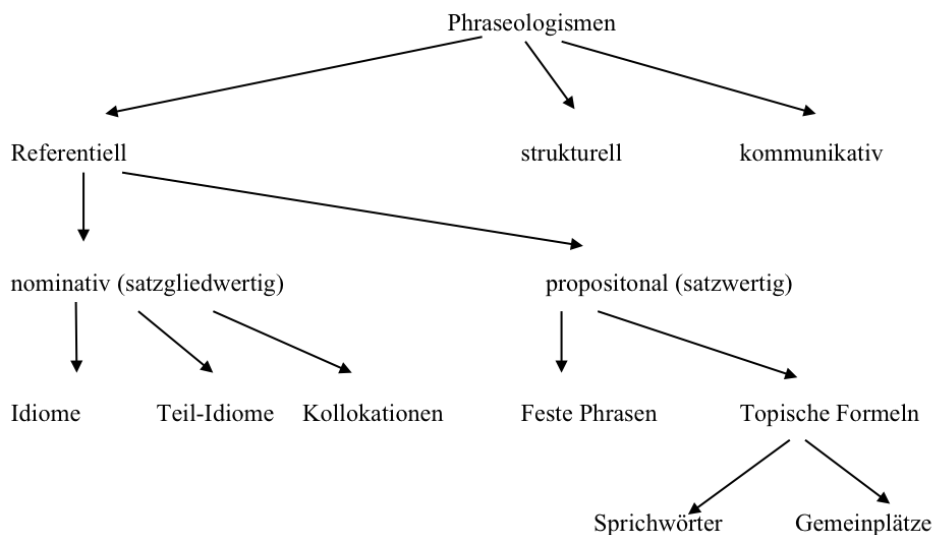 Phraseologismen
Referentiell strukturell kommunikativ
nominativ (satzgliedwertig) propositonal (satzwertig)
Idiome Teil-Idiome Kollokationen Feste Phrasen Topische Formeln
Sprichwörter Gemeinplätze